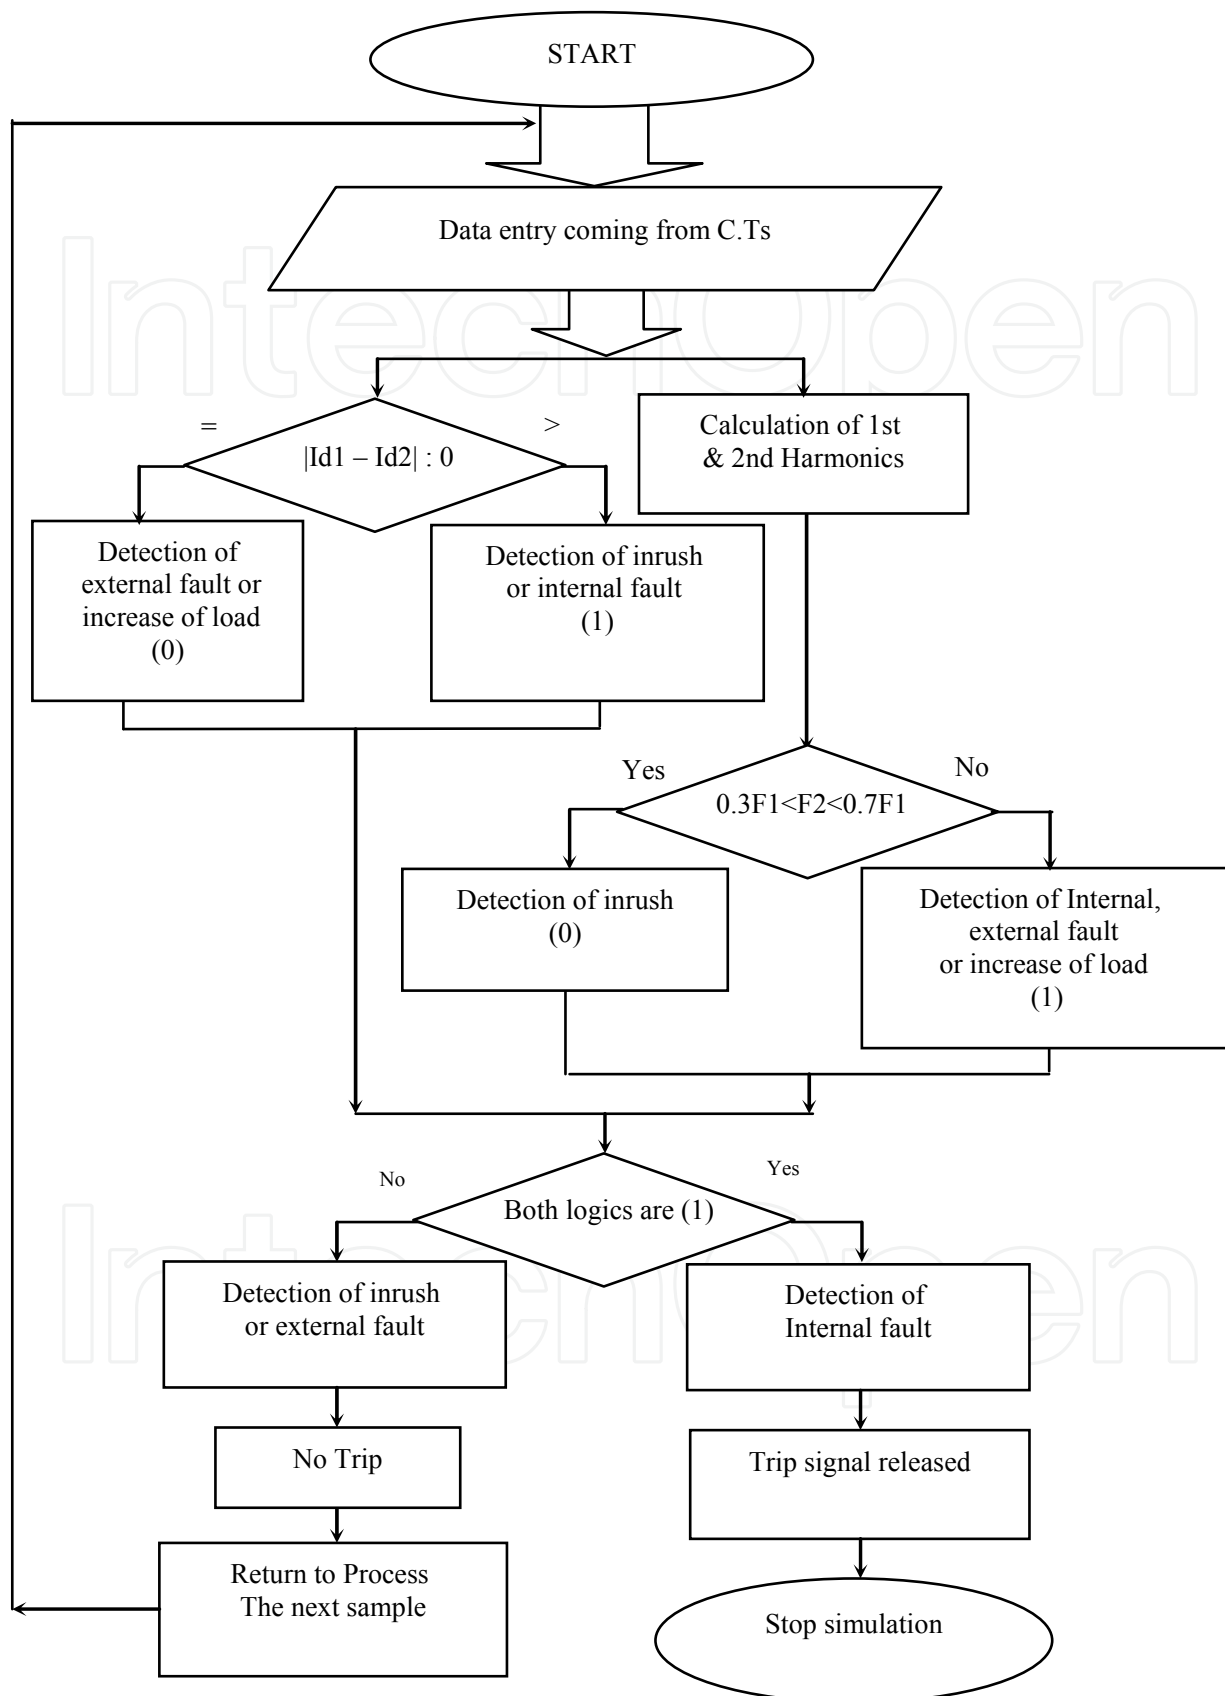 START
Data entry coming from C.Ts
=
>
|Id1 – Id2| : 0
Calculation of 1st
& 2nd Harmonics
Detection of
external fault or
increase of load
(0)
Detection of inrush
or internal fault
(1)
Yes
No
0.3F1<F2<0.7F1
Detection of inrush
(0)
Detection of Internal,
external fault
or increase of load
(1)
No
Yes
Both logics are (1)
Detection of inrush
or external fault
Detection of
Internal fault
No Trip
Trip signal released
Return to Process
The next sample
Stop simulation
IntechOpen
IntechOpen